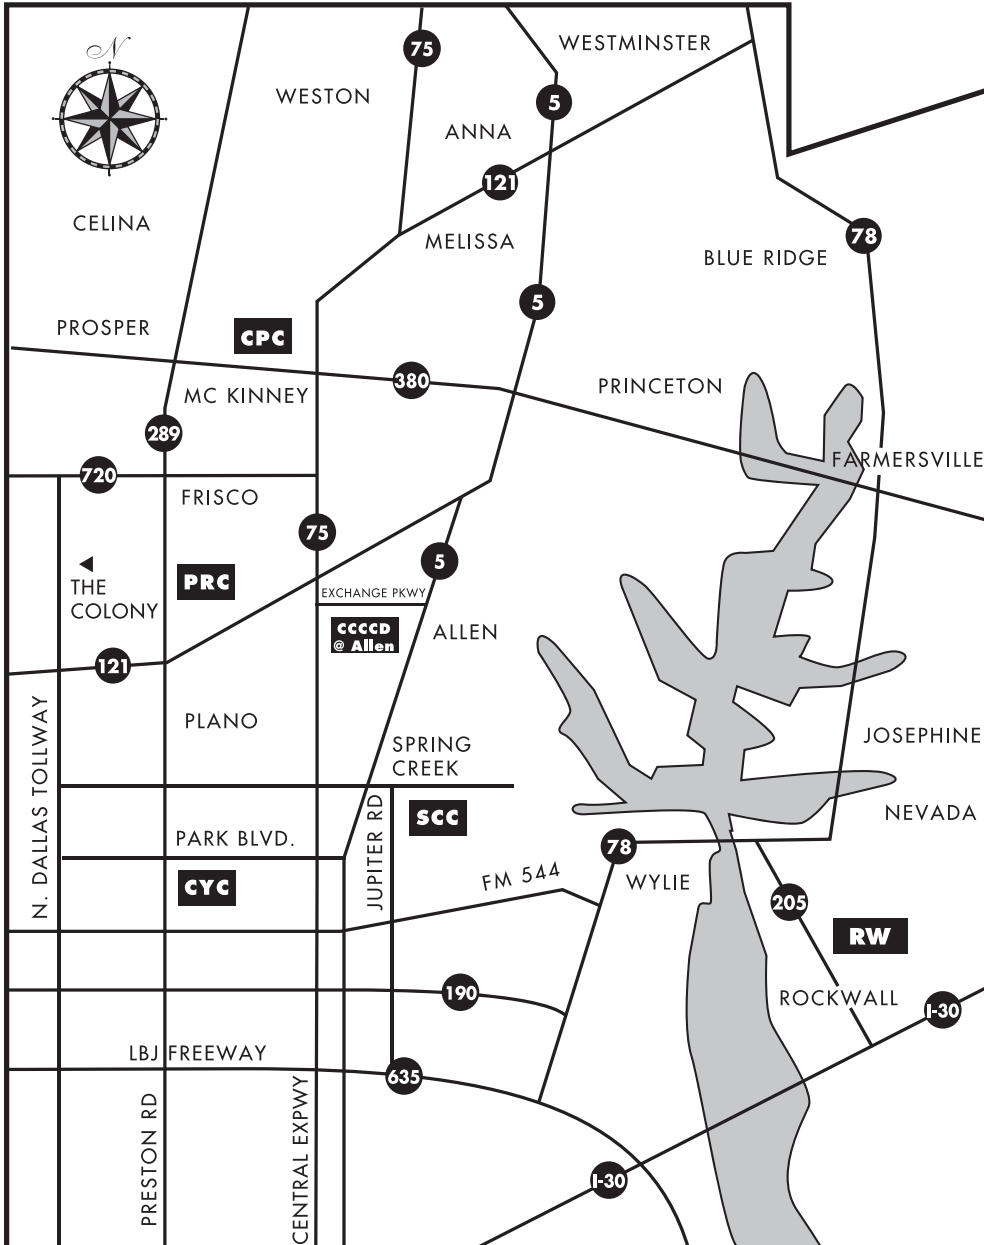 N
WESTMINSTER
75
WESTON
5
ANNA
121
CELINA
MELISSA
78
BLUE RIDGE
5
PROSPER
CPC
380
PRINCETON
MC KINNEY
289
FARMERSVILLE
720
FRISCO
75
5
THE
COLONY
PRC
EXCHANGE PKWY
CCCCD
@ Allen
ALLEN
121
PLANO
N. DALLAS TOLLWAY
SPRING
CREEK
JOSEPHINE
NEVADA
JUPITER RD
SCC
PARK BLVD.
78
CYC
FM 544
WYLIE
205
RW
190
ROCKWALL
I-30
LBJ FREEWAY
635
PRESTON RD
CENTRAL EXPWY
I-30